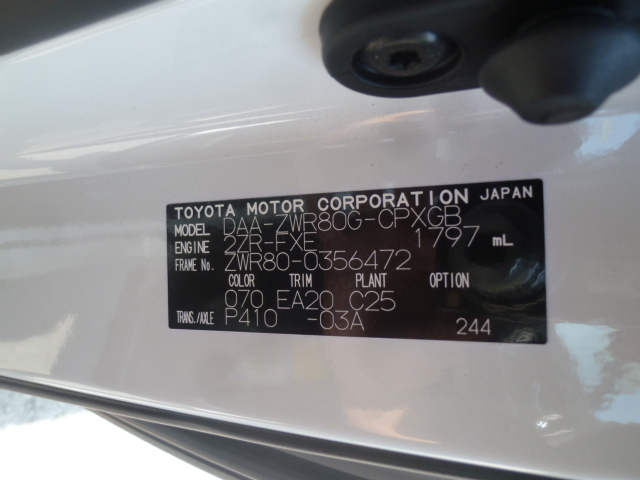 TOYOTA MOTOR CORPORATION JAPAN
MODEL DAA-ZWR80G-CPXGB
ENGINE 2ZR-FXE 1797 mL
FRAME No. ZWR80-0356472
COLOR TRIM PLANT OPTION
070 EA20 C25
TRANS./AXLE P410 -03A 244